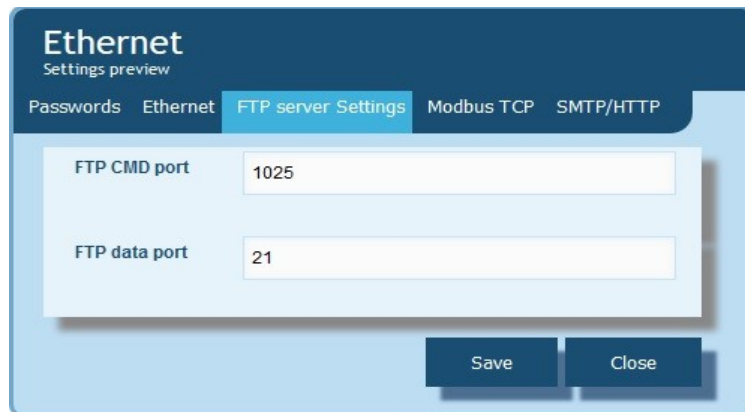 Ethernet
Settings preview
Passwords Ethernet FTP server Settings Modbus TCP SMTP/HTTP
FTP CMD port 1025
FTP data port 21
Save Close